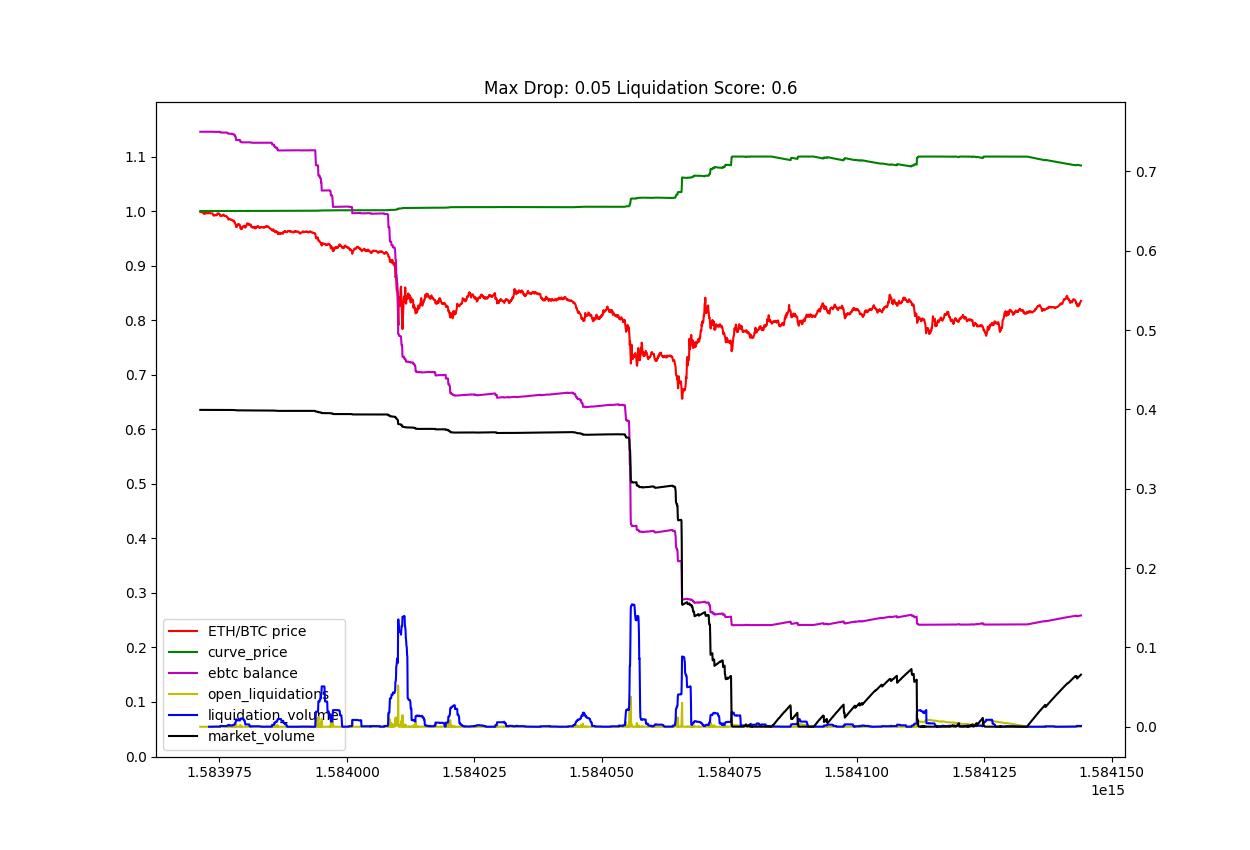 Max Drop: 0.05 Liquidation Score: 0.6
1.1
1.0
0.9
0.8
0.7
0.6
0.5
0.4
0.3
0.2
0.1
0.0
0.7
0.6
0.5
0.4
0.3
0.2
0.1
0.0
ETH/BTC price
curve_price
ebtc balance
open_liquidations
liquidation_volume
market_volume
1.583975 1.584000 1.584025 1.584050 1.584075 1.584100 1.584125 1.584150
1e15